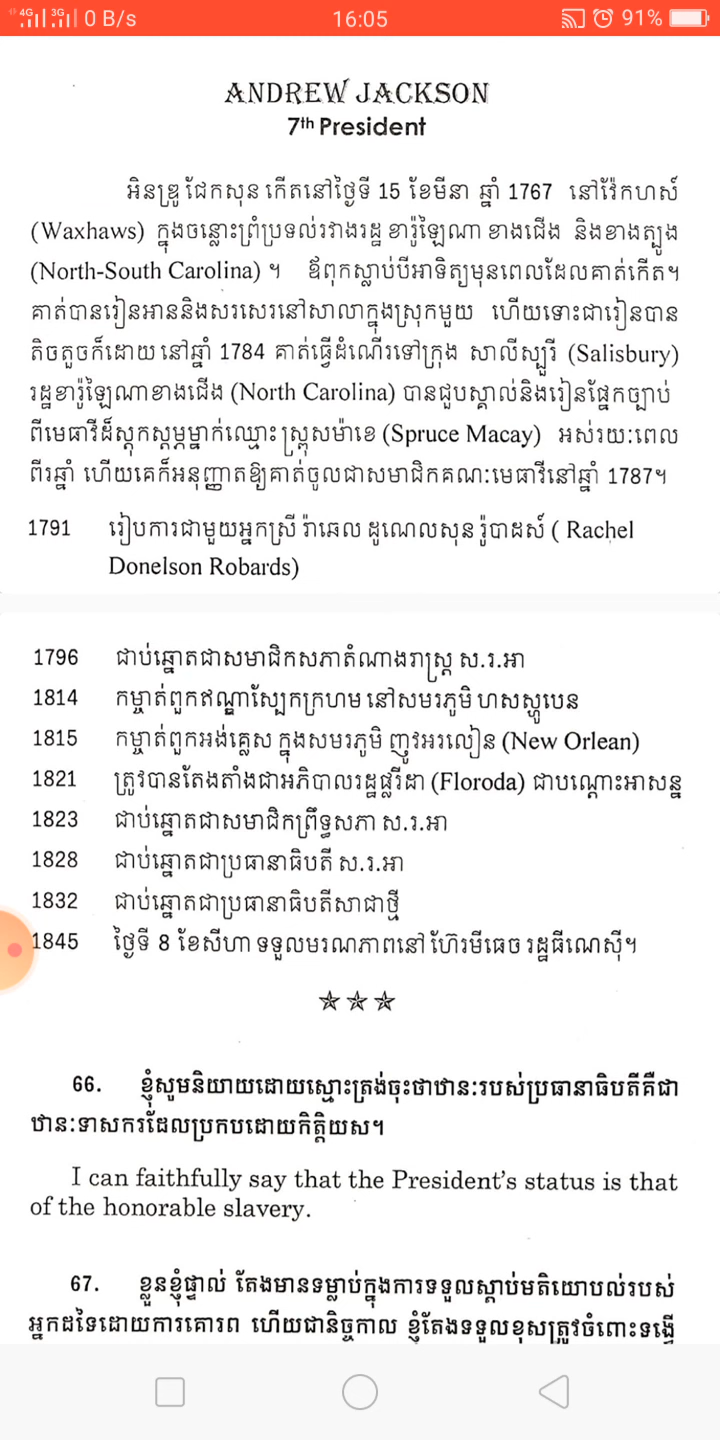 4G 3G 0 B/s 16:05 91%
ANDREW JACKSON
7th President
អិនឌ្រូ ជែកសុន កើតនៅថ្ងៃទី 15 ខែមីនា ឆ្នាំ 1767 នៅវ៉ែកហស៍
(Waxhaws) ក្នុងចន្លោះព្រំប្រទល់រវាងរដ្ឋ ខារ៉ូឡៃណា ខាងជើង និងខាងត្បូង
(North-South Carolina) ។ ឪពុកស្លាប់បីអាទិត្យមុនពេលដែលគាត់កើត។
គាត់បានរៀនអាននិងសរសេរនៅសាលាក្នុងស្រុកមួយ ហើយទោះជារៀនបាន
តិចតួចក៏ដោយ នៅឆ្នាំ 1784 គាត់ធ្វើដំណើរទៅក្រុង សាលីស្បូរី (Salisbury)
រដ្ឋខារ៉ូឡៃណាខាងជើង (North Carolina) បានជួបស្គាល់និងរៀនផ្នែកច្បាប់
ពីមេធាវីដ៏ស្តុកស្តម្ភម្នាក់ឈ្មោះ ស្ព្រុសម៉ាខេ (Spruce Macay) អស់រយៈពេល
ពីរឆ្នាំ ហើយគេក៏អនុញ្ញាតឱ្យគាត់ចូលជាសមាជិកគណៈមេធាវីនៅឆ្នាំ 1787។
1791 រៀបការជាមួយអ្នកស្រី រ៉ាឆេល ដូណេលសុន រ៉ូបាដស៍ ( Rachel
Donelson Robards)
1796 ជាប់ឆ្នោតជាសមាជិកសភាតំណាងរាស្ត្រ ស.រ.អា
1814 កម្ចាត់ពួកឥណ្ឌាស្បែកក្រហម នៅសមរភូមិ ហសស្ហូបេន
1815 កម្ចាត់ពួកអង់គ្លេស ក្នុងសមរភូមិ ញូវអរលៀន (New Orlean)
1821 ត្រូវបានតែងតាំងជាអភិបាលរដ្ឋផ្លរីដា (Floroda) ជាបណ្តោះអាសន្ន
1823 ជាប់ឆ្នោតជាសមាជិកព្រឹទ្ធសភា ស.រ.អា
1828 ជាប់ឆ្នោតជាប្រធានាធិបតី ស.រ.អា
1832 ជាប់ឆ្នោតជាប្រធានាធិបតីសាជាថ្មី
1845 ថ្ងៃទី 8 ខែសីហា ទទួលមរណភាពនៅ ហ៊ែរមីធេច រដ្ឋធីណេស៊ី។
66. ខ្ញុំសូមនិយាយដោយស្មោះត្រង់ចុះថាឋានៈរបស់ប្រធានាធិបតីគឺជា
ឋានៈទាសករដែលប្រកបដោយកិត្តិយស។
I can faithfully say that the President's status is that
of the honorable slavery.
67. ខ្លួនខ្ញុំផ្ទាល់ តែងមានទម្លាប់ក្នុងការទទួលស្តាប់មតិយោបល់របស់
អ្នកដទៃដោយការគោរព ហើយជានិច្ចកាល ខ្ញុំតែងទទួលខុសត្រូវចំពោះទង្វើ